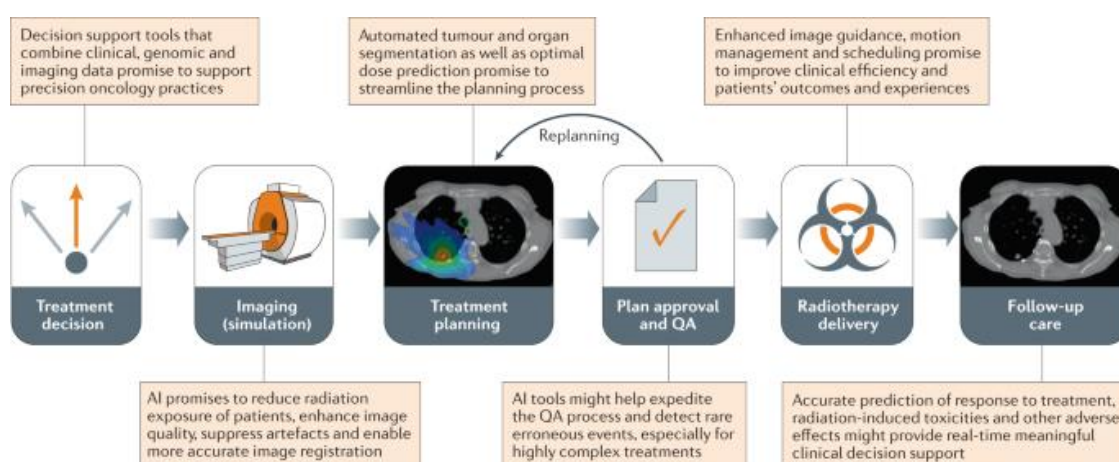 Decision support tools that
combine clinical, genomic and
imaging data promise to support
precision oncology practices
Automated tumour and organ
segmentation as well as optimal
dose prediction promise to
streamline the planning process
Enhanced image guidance, motion
management and scheduling promise
to improve clinical efficiency and
patients' outcomes and experiences
Replanning
Treatment
decision
Imaging
(simulation)
Treatment
planning
Plan approval
and QA
Radiotherapy
delivery
Follow-up
care
AI promises to reduce radiation
exposure of patients, enhance image
quality, suppress artefacts and enable
more accurate image registration
AI tools might help expedite
the QA process and detect rare
erroneous events, especially for
highly complex treatments
Accurate prediction of response to treatment,
radiation-induced toxicities and other adverse
effects might provide real-time meaningful
clinical decision support